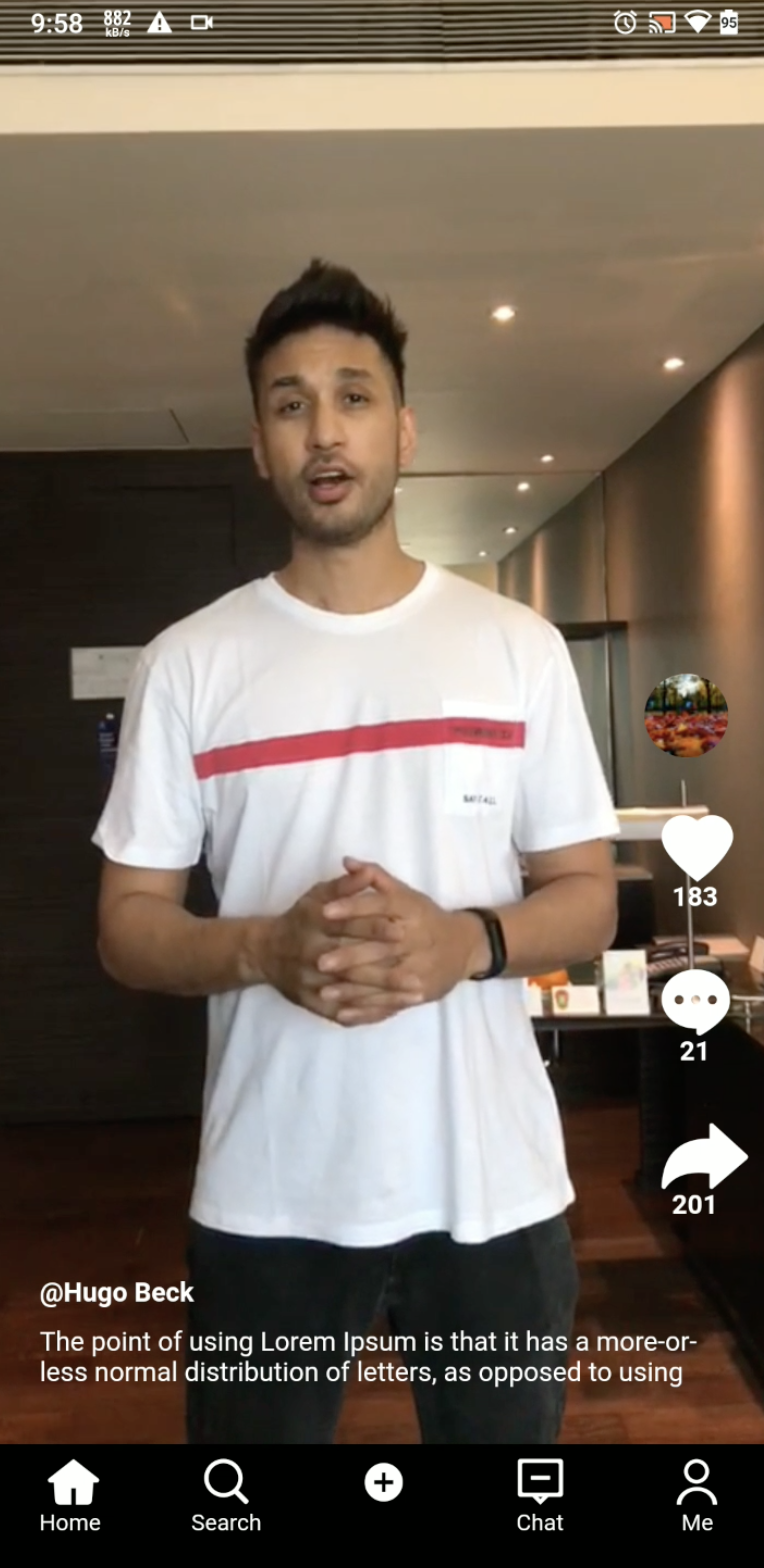 9:58 882 kB/s 95
183
21
201
@Hugo Beck
The point of using Lorem Ipsum is that it has a more-or-
less normal distribution of letters, as opposed to using
Home Search Chat Me